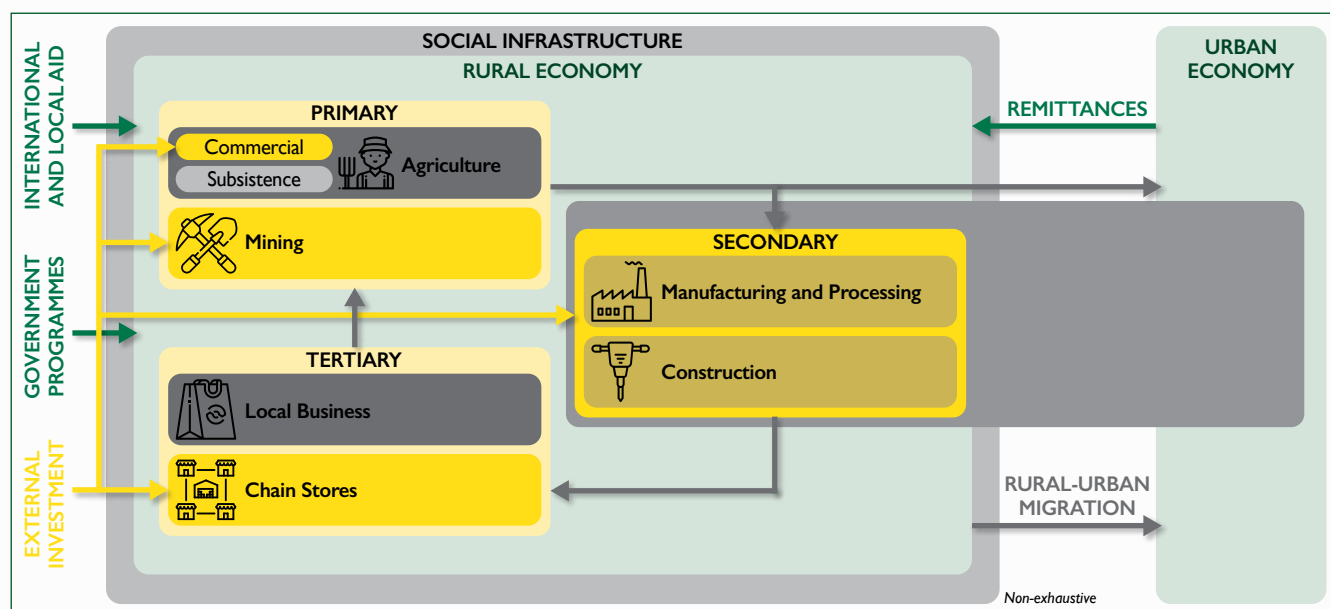 SOCIAL INFRASTRUCTURE
RURAL ECONOMY
URBAN
ECONOMY
INTERNATIONAL
AND LOCAL AID
GOVERNMENT
PROGRAMMES
EXTERNAL
INVESTMENT
PRIMARY
Commercial
Subsistence
Agriculture
Mining
TERTIARY
Local Business
Chain Stores
SECONDARY
Manufacturing and Processing
Construction
REMITTANCES
RURAL-URBAN
MIGRATION
Non-exhaustive